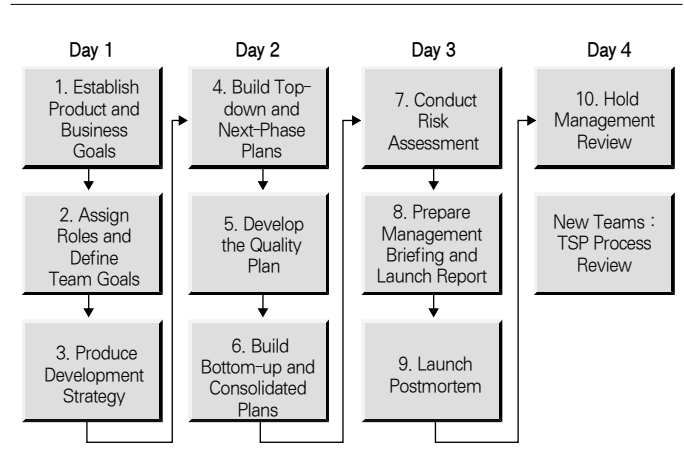 Day 1
Day 2
Day 3
Day 4
1. Establish
Product and
Business
Goals
2. Assign
Roles and
Define
Team Goals
3. Produce
Development
Strategy
4. Build Top-
down and
Next-Phase
Plans
5. Develop
the Quality
Plan
6. Build
Bottom-up and
Consolidated
Plans
7. Conduct
Risk
Assessment
8. Prepare
Management
Briefing and
Launch Report
9. Launch
Postmortem
10. Hold
Management
Review
New Teams :
TSP Process
Review